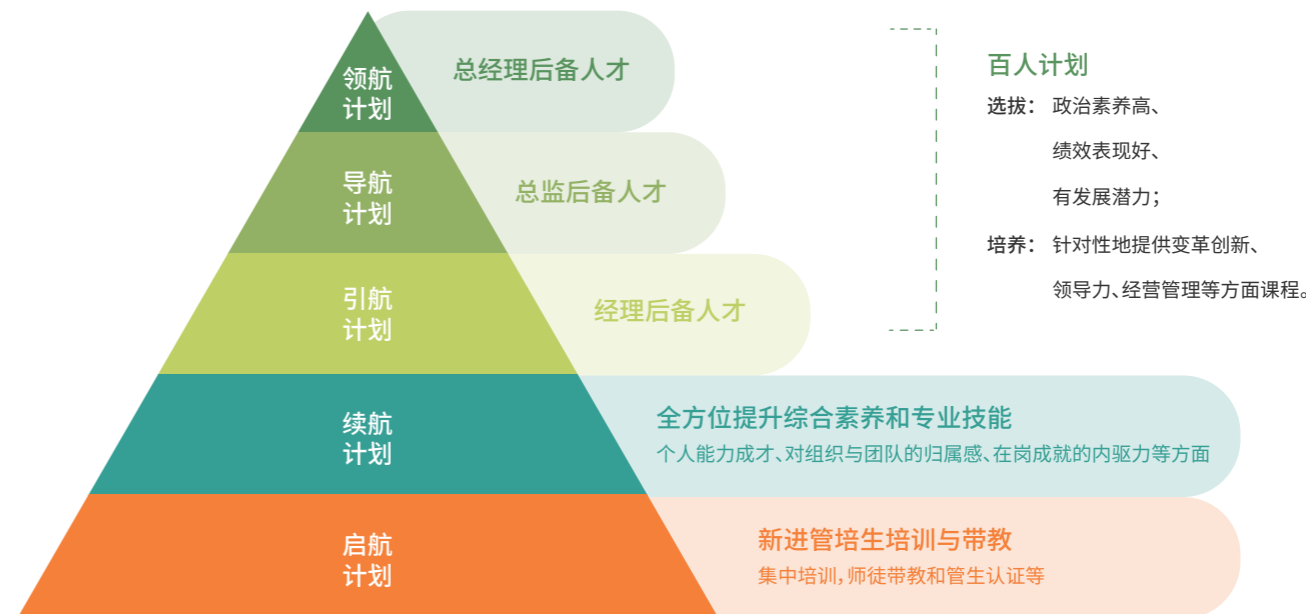 领航
计划
总经理后备人才
导航
计划
总监后备人才
引航
计划
经理后备人才
续航
计划
全方位提升综合素养和专业技能
个人能力成才、对组织与团队的归属感、在岗成就的内驱力等方面
启航
计划
新进管培生培训与带教
集中培训,师徒带教和管生认证等
百人计划
选拔: 政治素养高、
绩效表现好、
有发展潜力;
培养: 针对性地提供变革创新、
领导力、经营管理等方面课程。